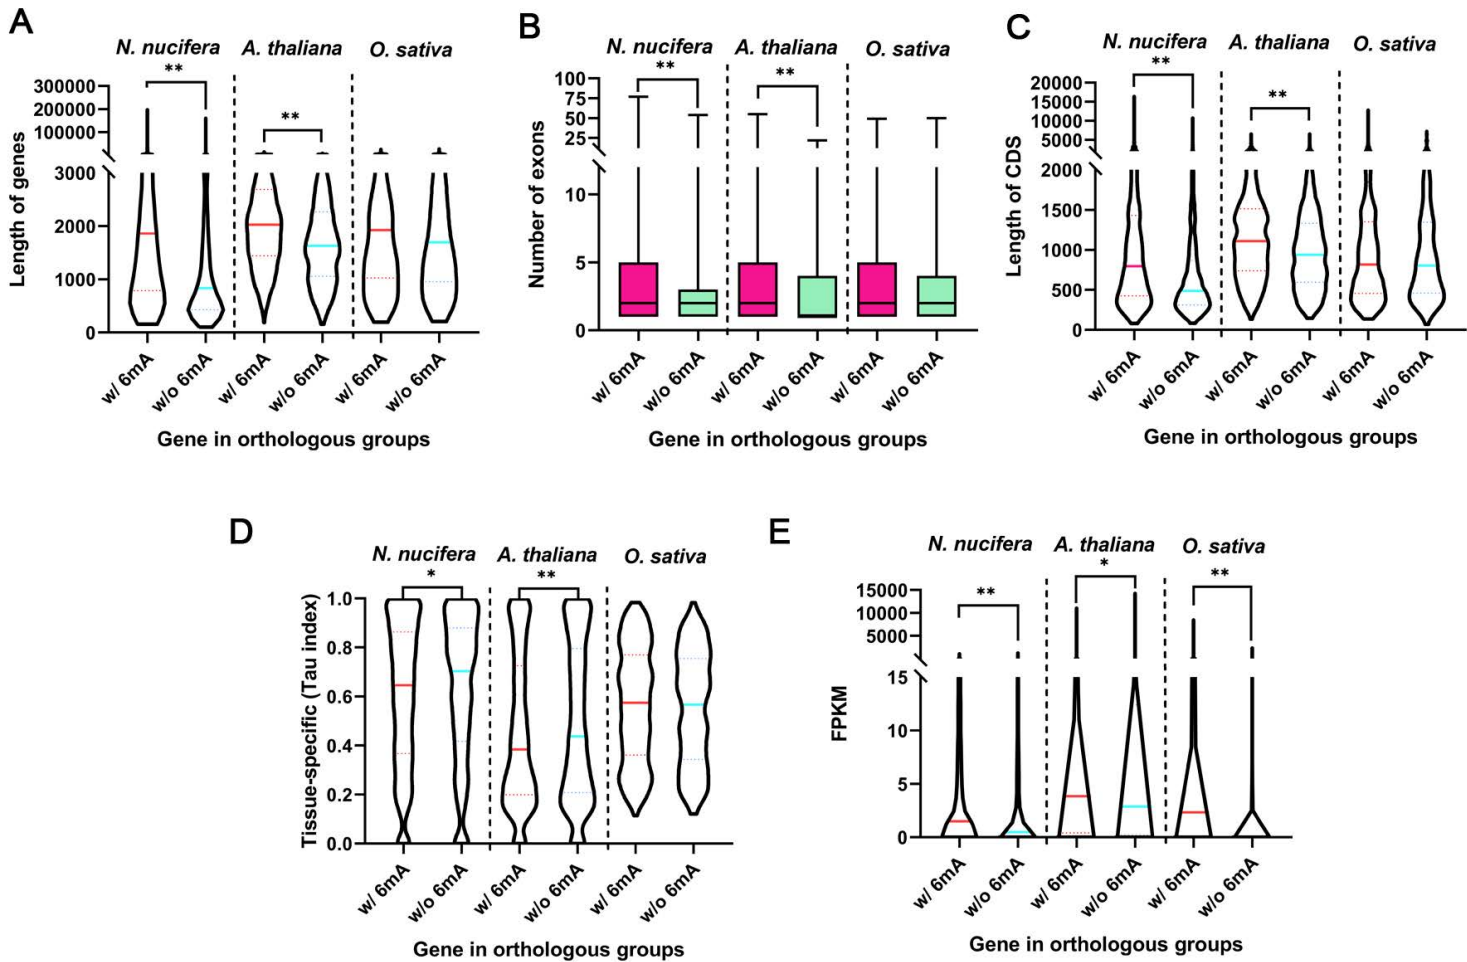 A
N. nucifera A. thaliana O. sativa
**
**
Length of genes
300000
200000
100000
3000
2000
1000
0
w/ 6mA w/o 6mA w/ 6mA w/o 6mA w/ 6mA w/o 6mA
Gene in orthologous groups
B
N. nucifera A. thaliana O. sativa
**
**
Number of exons
100
75
50
25
10
5
0
w/ 6mA w/o 6mA w/ 6mA w/o 6mA w/ 6mA w/o 6mA
Gene in orthologous groups
C
N. nucifera A. thaliana O. sativa
**
**
Length of CDS
20000
15000
10000
5000
2000
1500
1000
500
0
w/ 6mA w/o 6mA w/ 6mA w/o 6mA w/ 6mA w/o 6mA
Gene in orthologous groups
D
N. nucifera A. thaliana O. sativa
* **
Tissue-specific (Tau index)
1.0
0.8
0.6
0.4
0.2
0.0
w/ 6mA w/o 6mA w/ 6mA w/o 6mA w/ 6mA w/o 6mA
Gene in orthologous groups
E
N. nucifera A. thaliana O. sativa
** * **
FPKM
15000
10000
5000
15
10
5
0
w/ 6mA w/o 6mA w/ 6mA w/o 6mA w/ 6mA w/o 6mA
Gene in orthologous groups